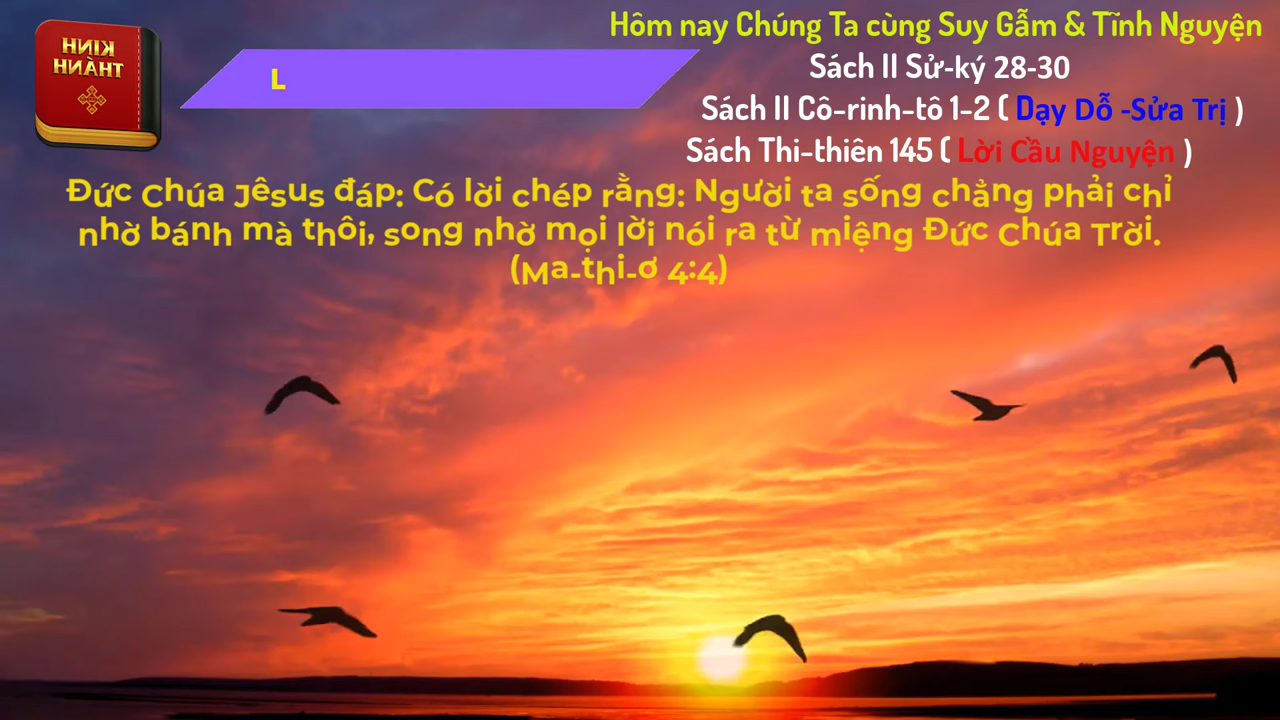 KINH
THÁNH
L
Hôm nay Chúng Ta cùng Suy Gẫm & Tĩnh Nguyện
Sách II Sử-ký 28-30
Sách II Cô-rinh-tô 1-2 ( Dạy Dỗ -Sửa Trị )
Sách Thi-thiên 145 ( Lời Cầu Nguyện )
Đức Chúa Jêsus đáp: Có lời chép rằng: Người ta sống chẳng phải chỉ
nhờ bánh mà thôi, song nhờ mọi lời nói ra từ miệng Đức Chúa Trời.
(Ma-thi-ơ 4:4)